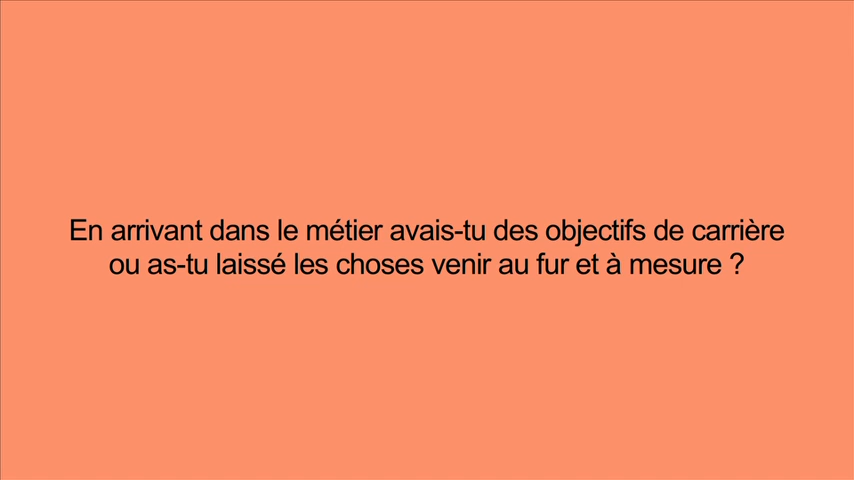 En arrivant dans le métier avais-tu des objectifs de carrière
ou as-tu laissé les choses venir au fur et à mesure ?